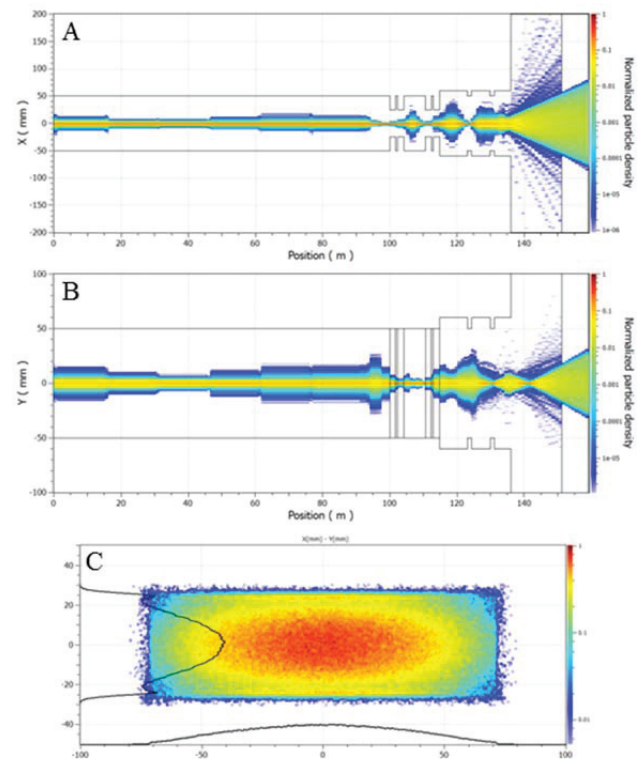 A
X ( mm )
200
150
100
50
0
-50
-100
-150
-200
0 20 40 60 80 100 120 140
Position ( m )
1
0.1
0.01
0.001
0.0001
1e-05
1e-06
Normalized particle density
B
Y ( mm )
100
50
0
-50
-100
0 20 40 60 80 100 120 140
Position ( m )
1
0.1
0.01
0.001
0.0001
1e-05
Normalized particle density
X[mm] - Y[mm]
C
40
20
0
-20
-40
-100 -50 0 50 100
1
0.1
0.01